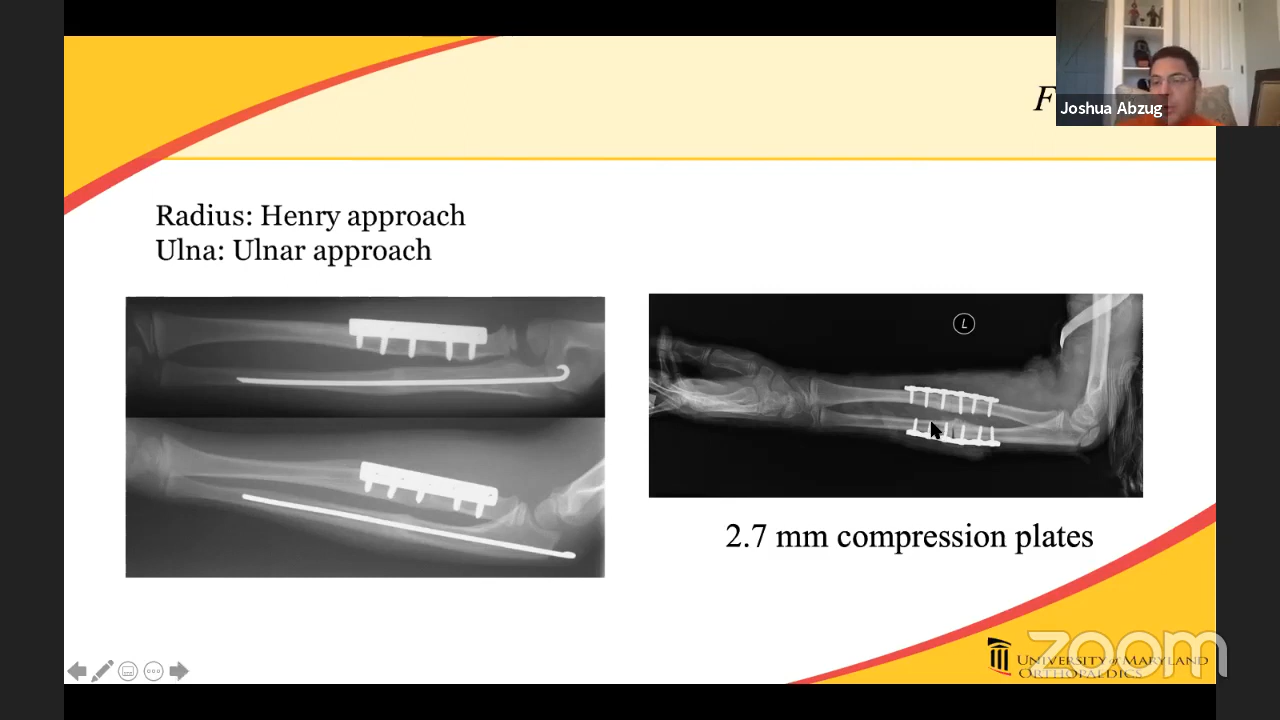 F
Joshua Abzug
Radius: Henry approach
Ulna: Ulnar approach
L
2.7 mm compression plates
zoom
UNIVERSITY of MARYLAND
ORTHOPAEDICS